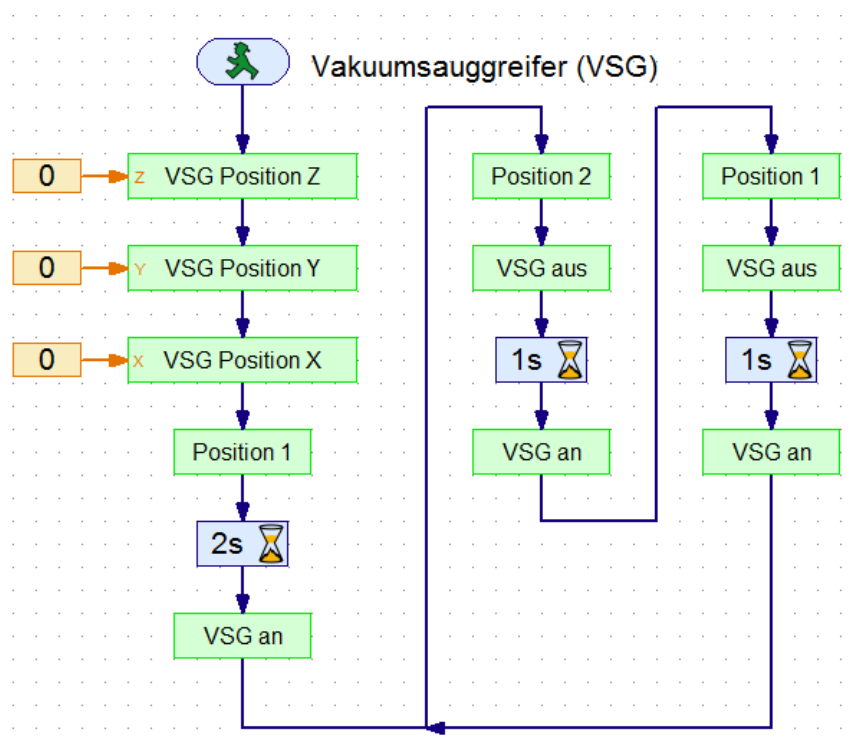 Vakuumsauggreifer (VSG)
0
Z
VSG Position Z
0
Y
VSG Position Y
0
X
VSG Position X
Position 1
2s
VSG an
Position 2
VSG aus
1s
VSG an
Position 1
VSG aus
1s
VSG an